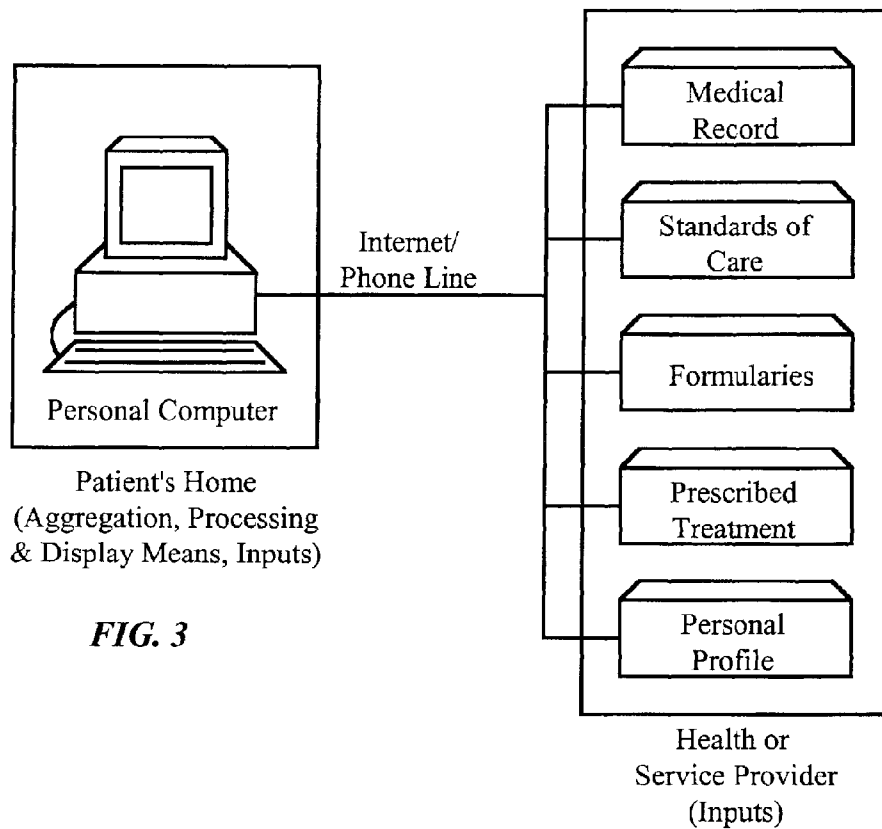 Personal Computer
Patient's Home
(Aggregation, Processing
& Display Means, Inputs)
FIG. 3
Internet/
Phone Line
Medical
Record
Standards of
Care
Formularies
Prescribed
Treatment
Personal
Profile
Health or
Service Provider
(Inputs)